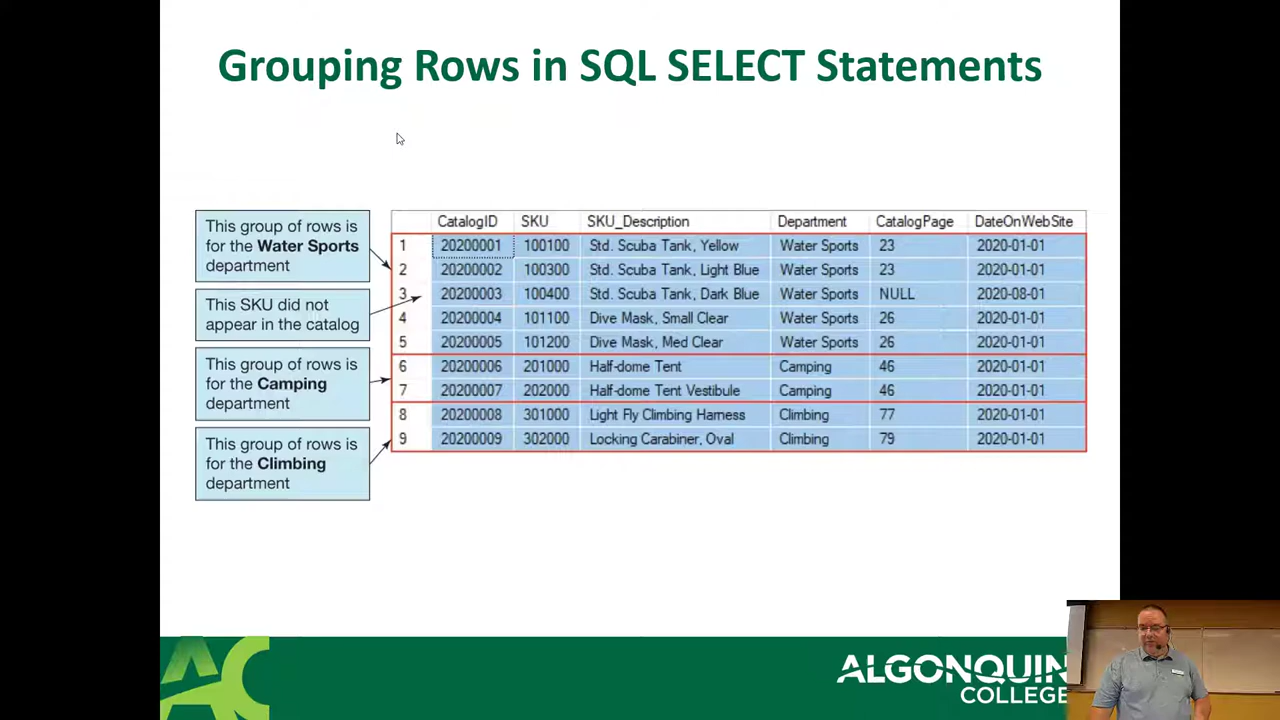 Grouping Rows in SQL SELECT Statements
This group of rows is
for the Water Sports
department
This SKU did not
appear in the catalog
This group of rows is
for the Camping
department
This group of rows is
for the Climbing
department
CatalogID SKU SKU_Description Department CatalogPage DateOnWebSite
1 20200001 100100 Std. Scuba Tank, Yellow Water Sports 23 2020-01-01
2 20200002 100300 Std. Scuba Tank, Light Blue Water Sports 23 2020-01-01
3 20200003 100400 Std. Scuba Tank, Dark Blue Water Sports NULL 2020-08-01
4 20200004 101100 Dive Mask, Small Clear Water Sports 26 2020-01-01
5 20200005 101200 Dive Mask, Med Clear Water Sports 26 2020-01-01
6 20200006 201000 Half-dome Tent Camping 46 2020-01-01
7 20200007 202000 Half-dome Tent Vestibule Camping 46 2020-01-01
8 20200008 301000 Light Fly Climbing Harness Climbing 77 2020-01-01
9 20200009 302000 Locking Carabiner, Oval Climbing 79 2020-01-01
AC
ALGONQUIN
COLLEGE